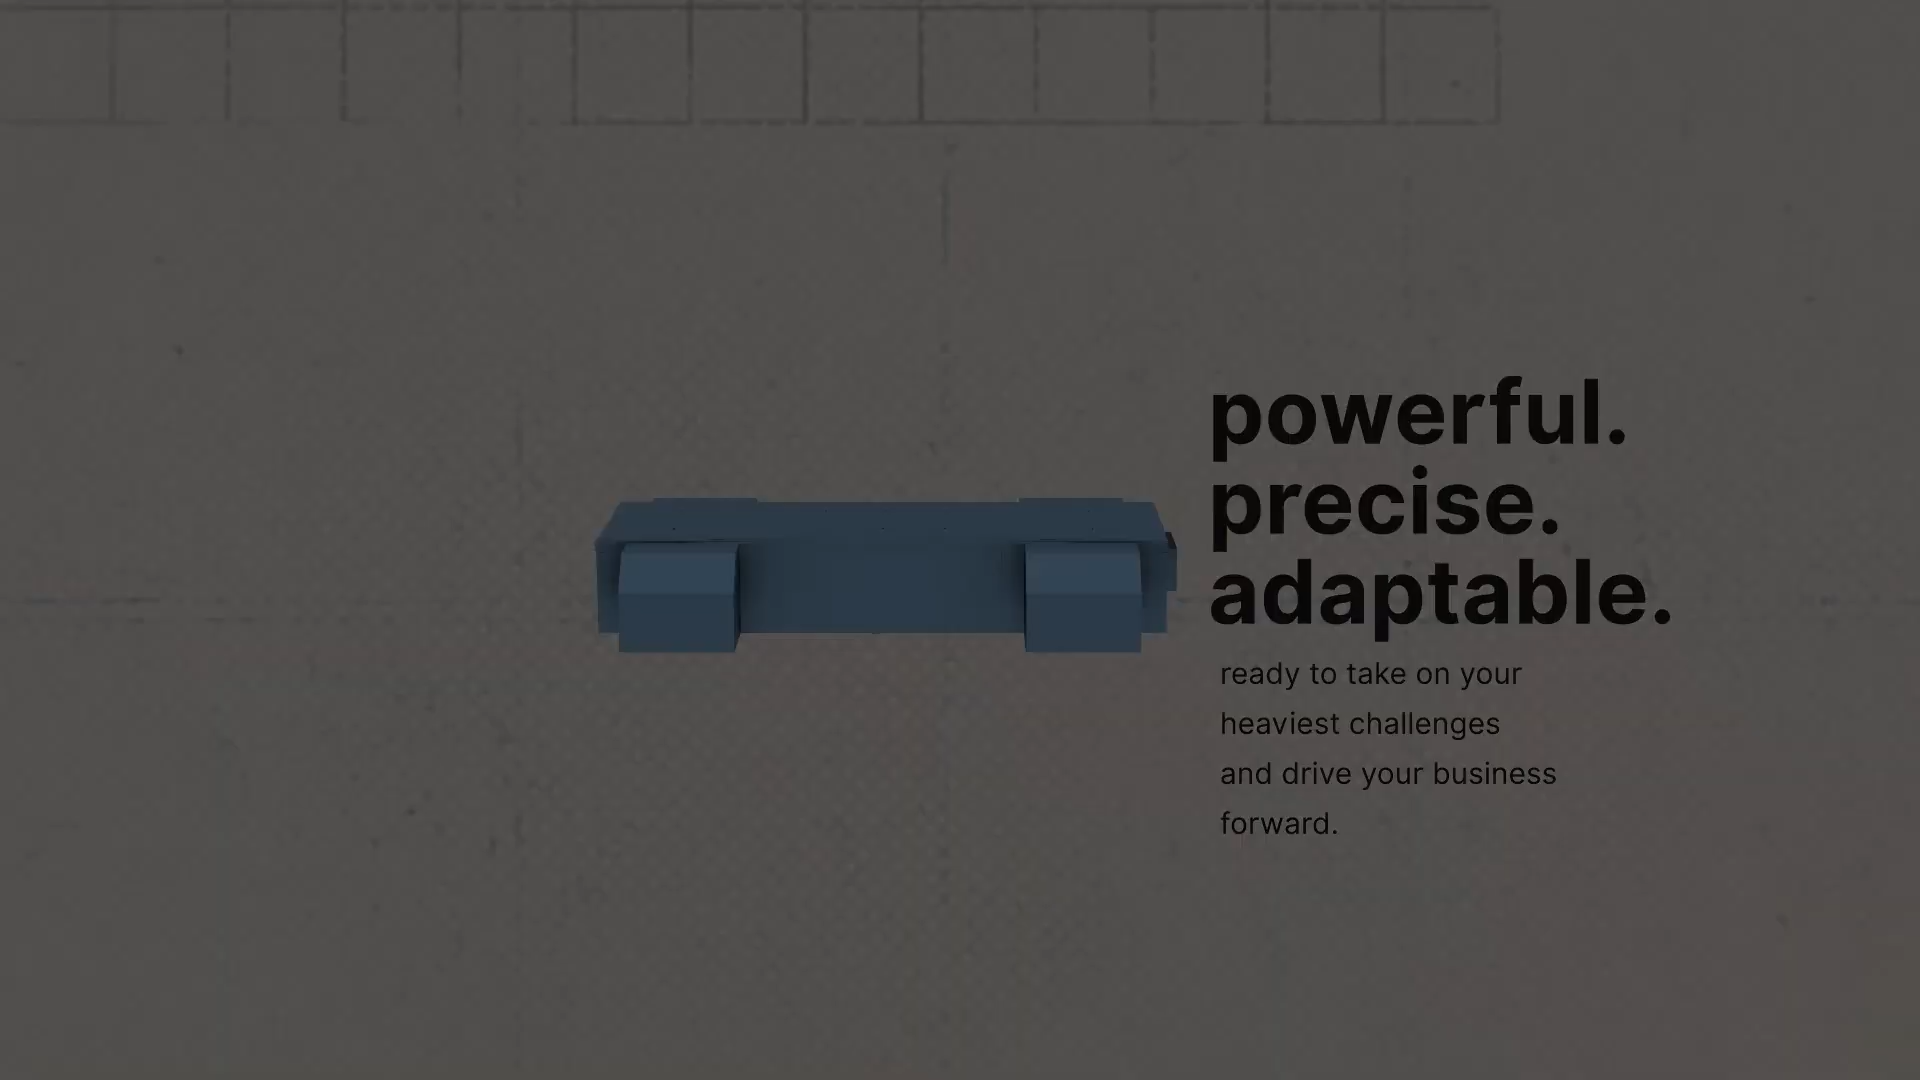 powerful.
precise.
adaptable.
ready to take on your
heaviest challenges
and drive your business
forward.